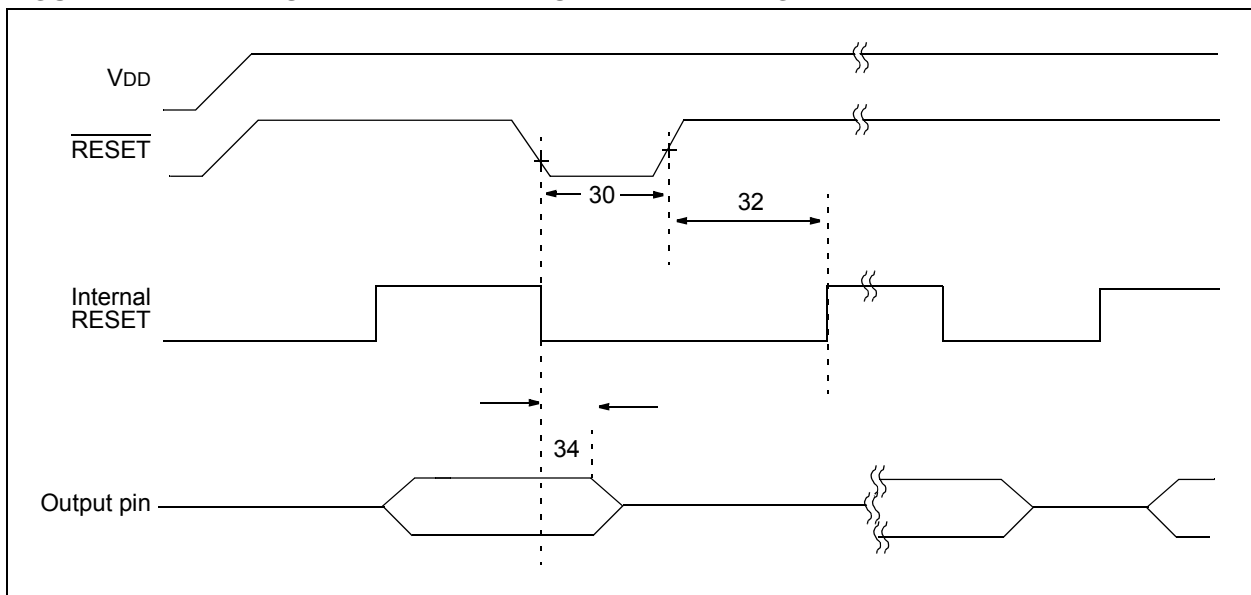 VDD
RESET
30
32
Internal
RESET
34
Output pin